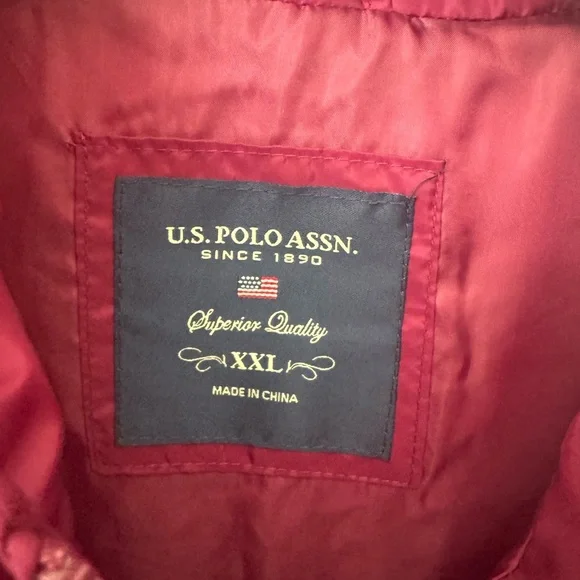 U.S. POLO ASSN.
SINCE 1890
Superior Quality
XXL
MADE IN CHINA